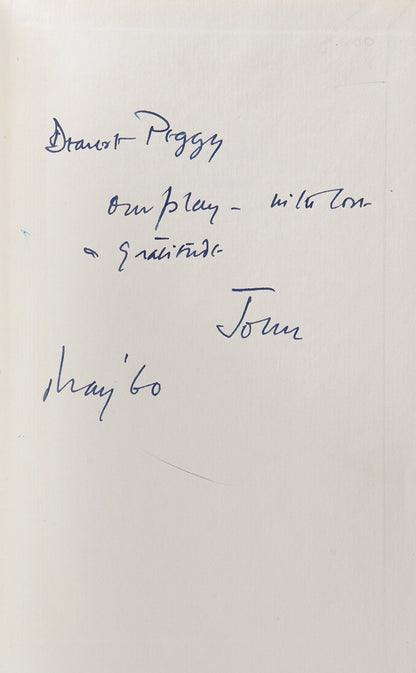 Dearest Peggy
our play - with love
& gratitude
John
May '60